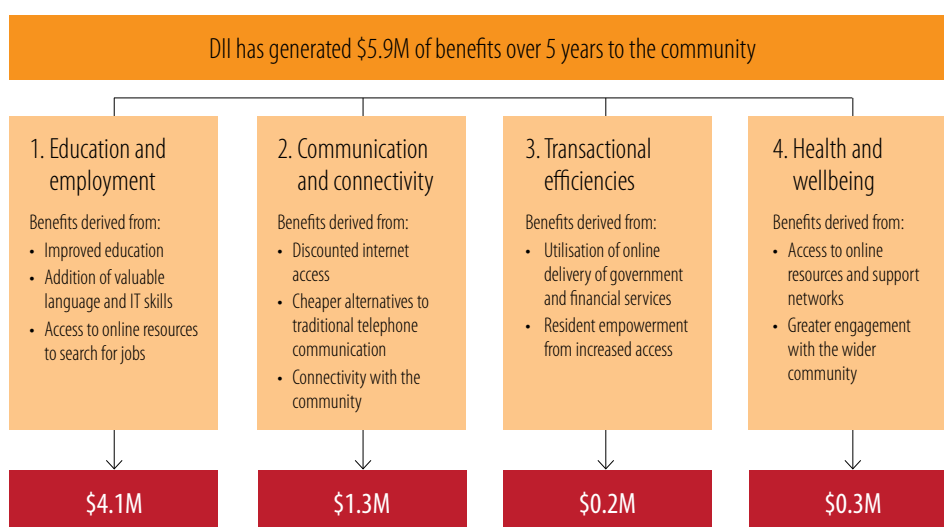 DII has generated $5.9M of benefits over 5 years to the community
1. Education and
employment
Benefits derived from:
• Improved education
• Addition of valuable
language and IT skills
• Access to online resources
to search for jobs
$4.1M
2. Communication
and connectivity
Benefits derived from:
• Discounted internet
access
• Cheaper alternatives to
traditional telephone
communication
• Connectivity with the
community
$1.3M
3. Transactional
efficiencies
Benefits derived from:
• Utilisation of online
delivery of government
and financial services
• Resident empowerment
from increased access
$0.2M
4. Health and
wellbeing
Benefits derived from:
• Access to online
resources and support
networks
• Greater engagement
with the wider
community
$0.3M